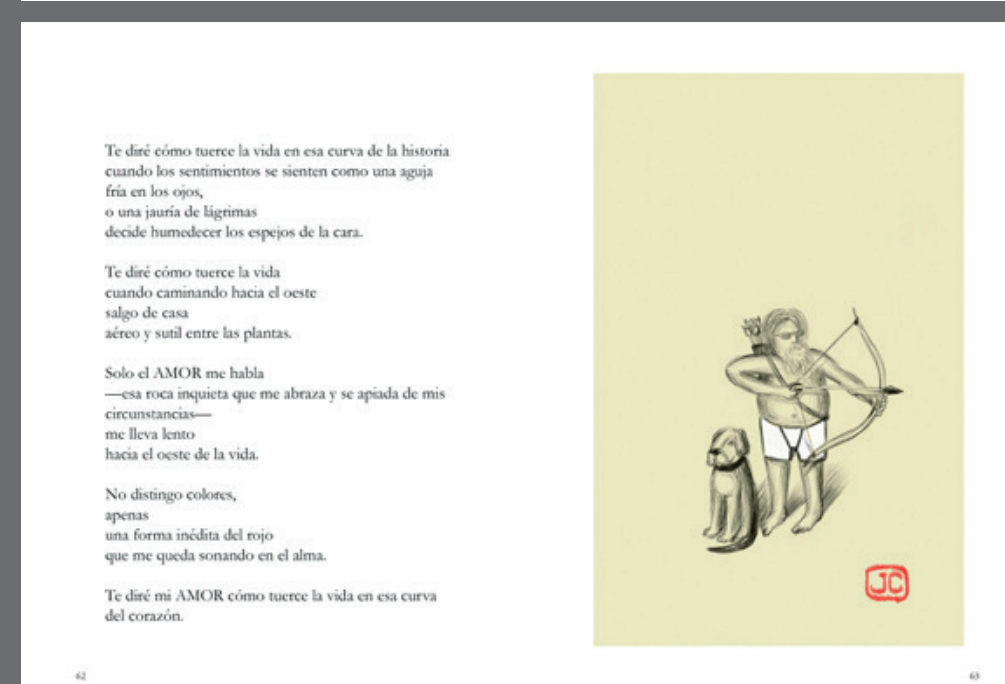 Te diré cómo tuerce la vida en esa curva de la historia
cuando los sentimientos se sienten como una aguja
fría en los ojos,
o una jauría de lágrimas
decide humedecer los espejos de la cara.
Te diré cómo tuerce la vida
cuando caminando hacia el oeste
salgo de casa
aéreo y sutil entre las plantas.
Solo el AMOR me habla
—esa roca inquieta que me abraza y se apiada de mis
circunstancias—
me lleva lento
hacia el oeste de la vida.
No distingo colores,
apenas
una forma inédita del rojo
que me queda sonando en el alma.
Te diré mi AMOR cómo tuerce la vida en esa curva
del corazón.
JC
62
63